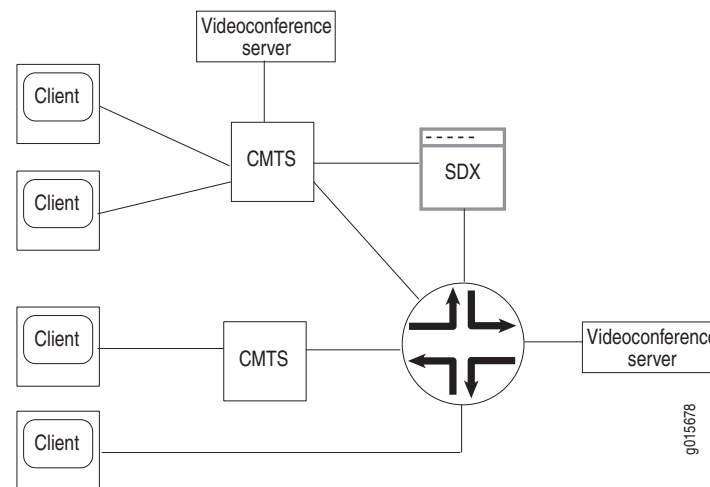 Videoconference
server
Client
CMTS
SDX
Client
Client
CMTS
Videoconference
server
Client
g015678